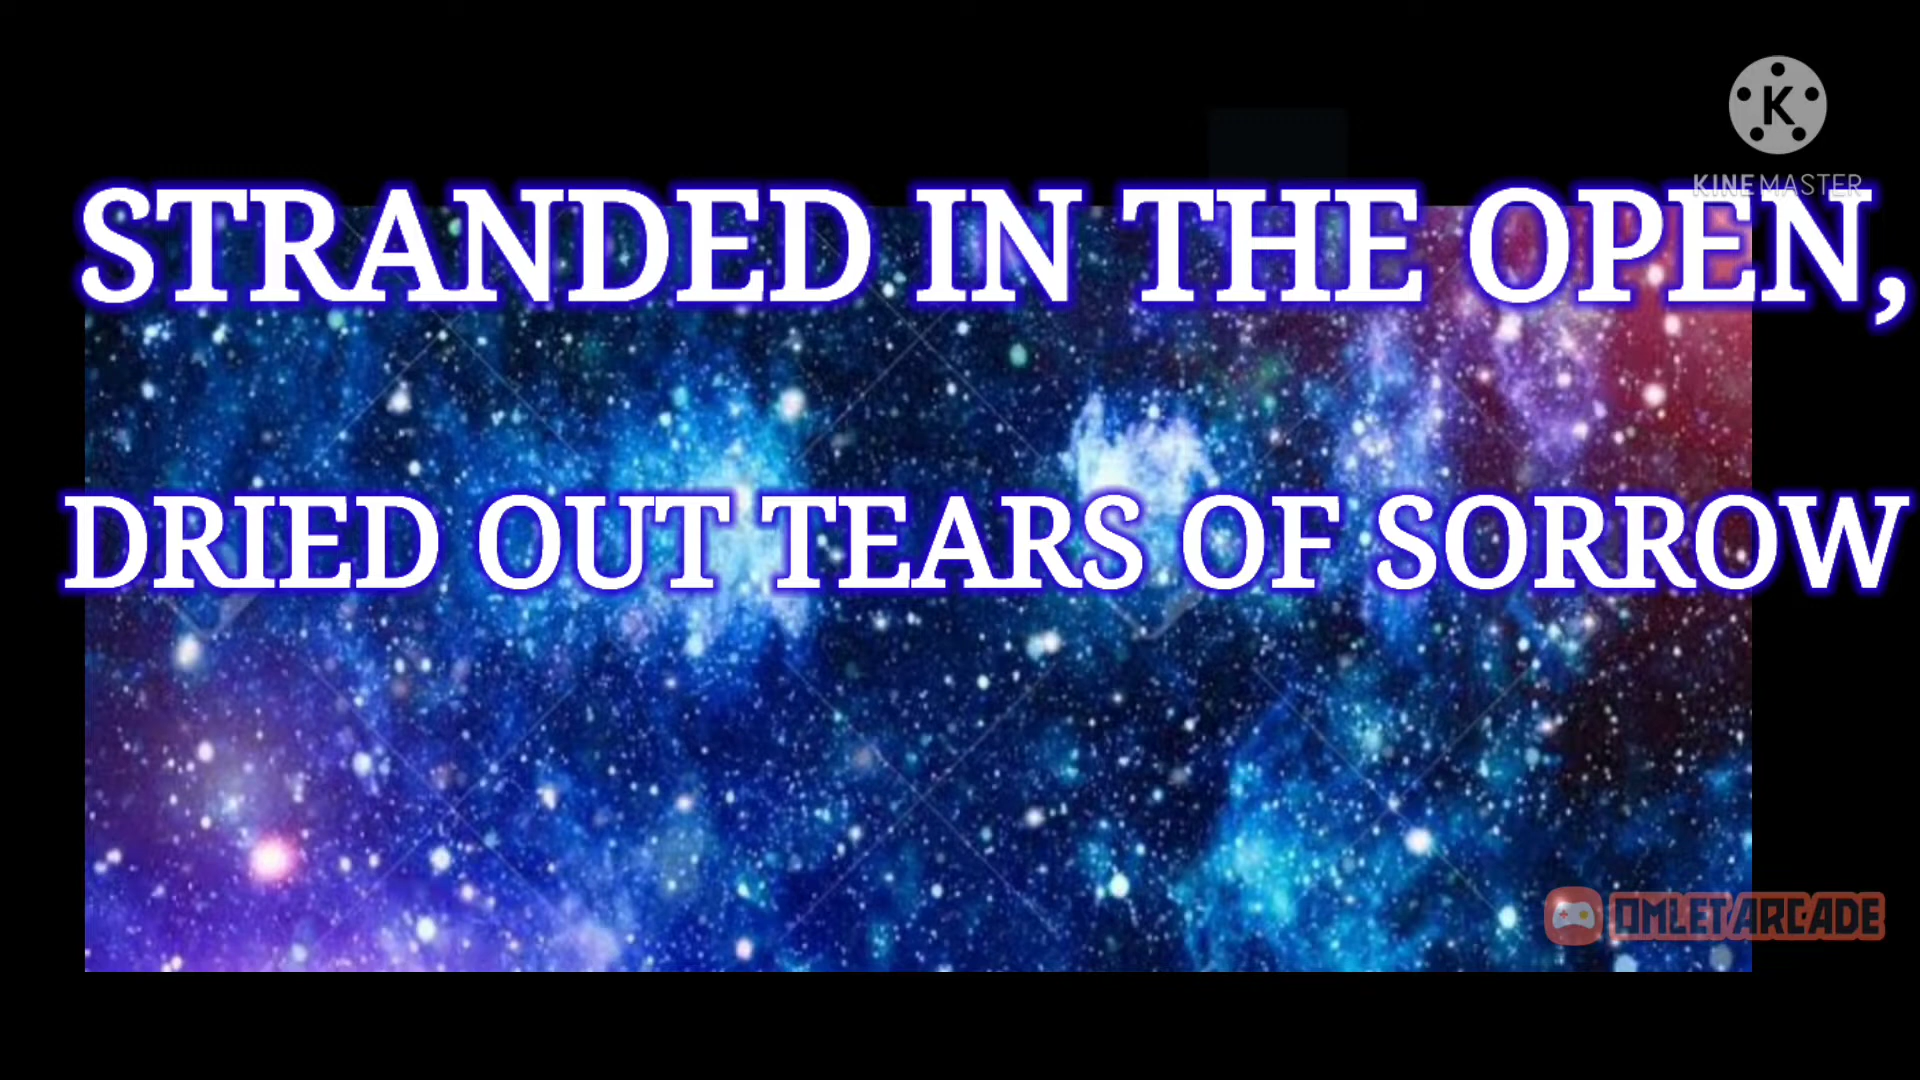 KINEMASTER
STRANDED IN THE OPEN,
DRIED OUT TEARS OF SORROW
OMLET ARCADE